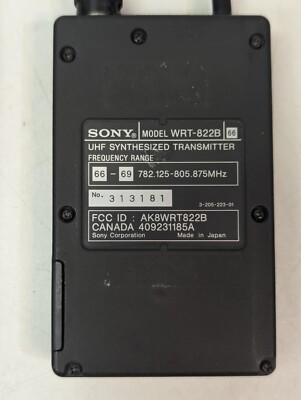 SONY® MODEL WRT-822B 66
UHF SYNTHESIZED TRANSMITTER
FREQUENCY RANGE
66 - 69 782.125-805.875MHz
No. 313181
3-205-203-01
FCC ID : AK8WRT822B
CANADA 409231185A
Sony Corporation Made in Japan